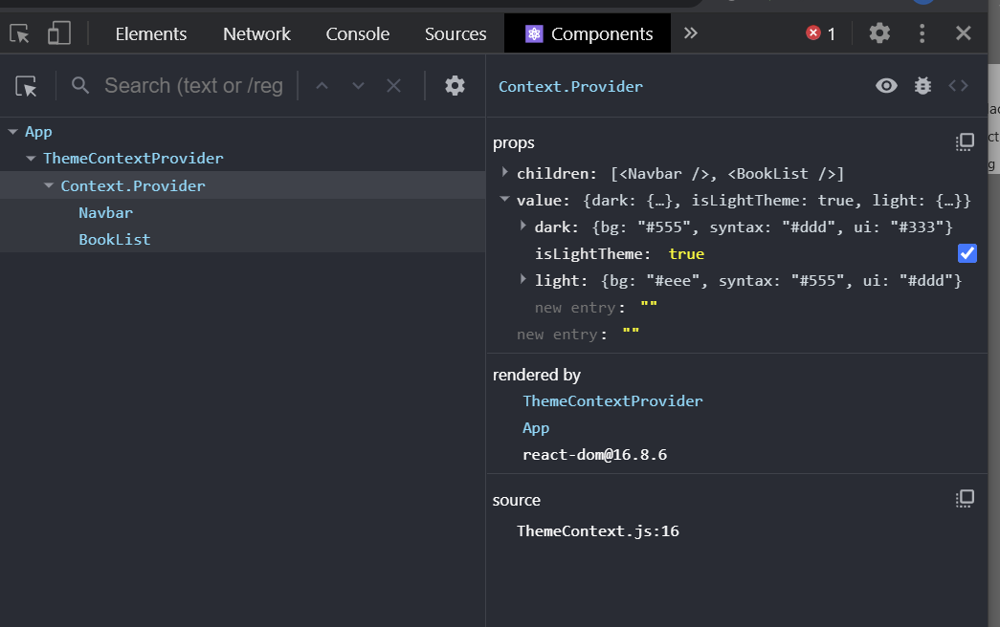 Elements Network Console Sources Components 1
Search (text or /reg
Context.Provider
App
ThemeContextProvider
Context.Provider
Navbar
BookList
props
children: [<Navbar />, <BookList />]
value: {dark: {…}, isLightTheme: true, light: {…}}
dark: {bg: "#555", syntax: "#ddd", ui: "#333"}
isLightTheme: true
light: {bg: "#eee", syntax: "#555", ui: "#ddd"}
new entry: ""
new entry: ""
rendered by
ThemeContextProvider
App
react-dom@16.8.6
source
ThemeContext.js:16